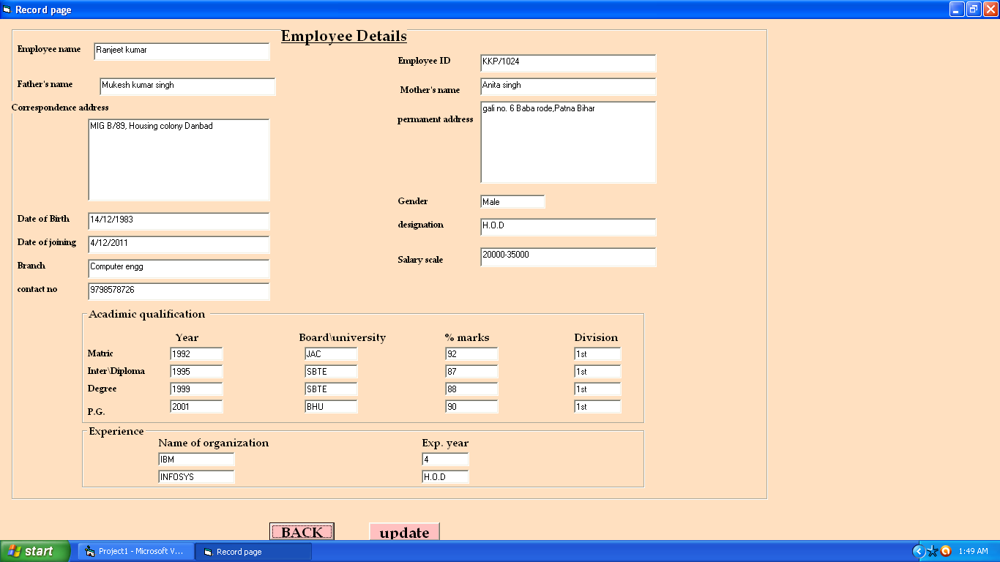 Record page
Employee Details
Employee name Ranjeet kumar
Employee ID KKP/1024
Father's name Mukesh kumar singh
Mother's name Anita singh
Correspondence address
MIG B/89, Housing colony Danbad
permanent address gali no. 6 Baba rode,Patna Bihar
Gender Male
Date of Birth 14/12/1983
designation H.O.D
Date of joining 4/12/2011
Salary scale 20000-35000
Branch Computer engg
contact no 9798578726
Acadimic qualification
Year Board\university % marks Division
Matric 1992 JAC 92 1st
Inter\Diploma 1995 SBTE 87 1st
Degree 1999 SBTE 88 1st
P.G. 2001 BHU 90 1st
Experience
Name of organization Exp. year
IBM 4
INFOSYS H.O.D
BACK update
start Project1 - Microsoft V... Record page 1:49 AM